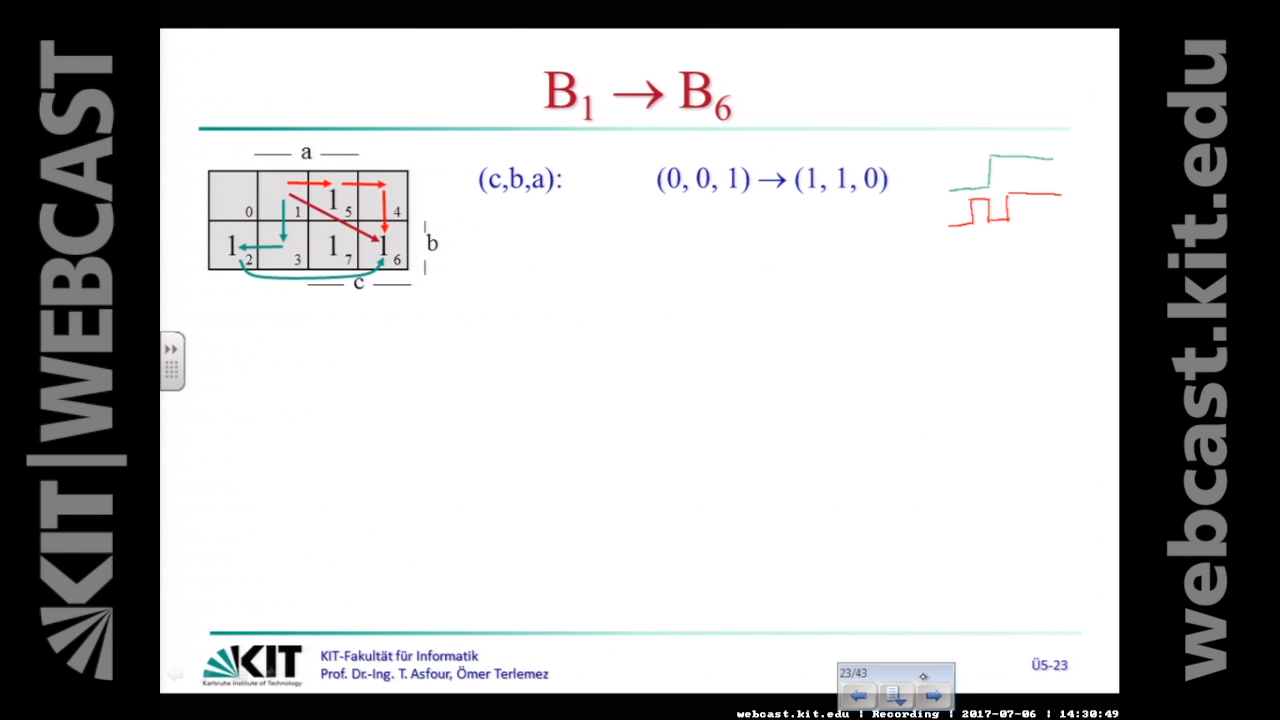 KIT|WEBCAST
B1 → B6
a
(c,b,a): (0, 0, 1) → (1, 1, 0)
0 1 1 5 4
1 2 3 1 7 1 6
b
c
KIT
Karlsruhe Institute of Technology
KIT-Fakultät für Informatik
Prof. Dr.-Ing. T. Asfour, Ömer Terlemez
23/43
Ü5-23
webcast.kit.edu | Recording | 2017-07-06 | 14:30:49
webcast.kit.edu